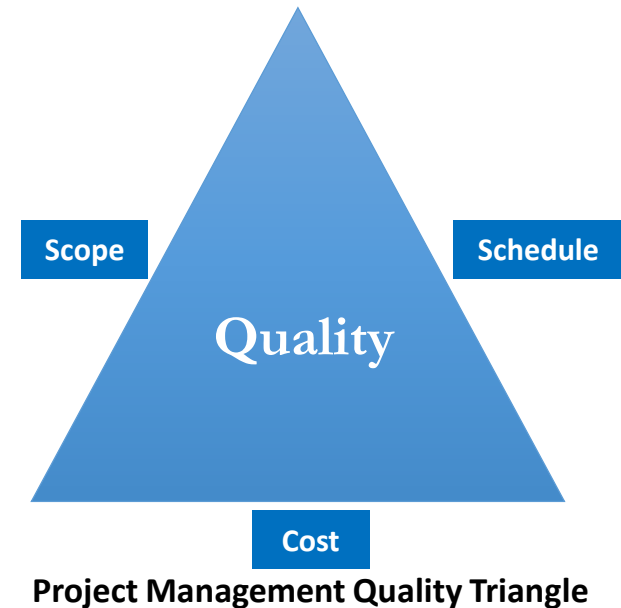 Scope
Schedule
Quality
Cost
Project Management Quality Triangle